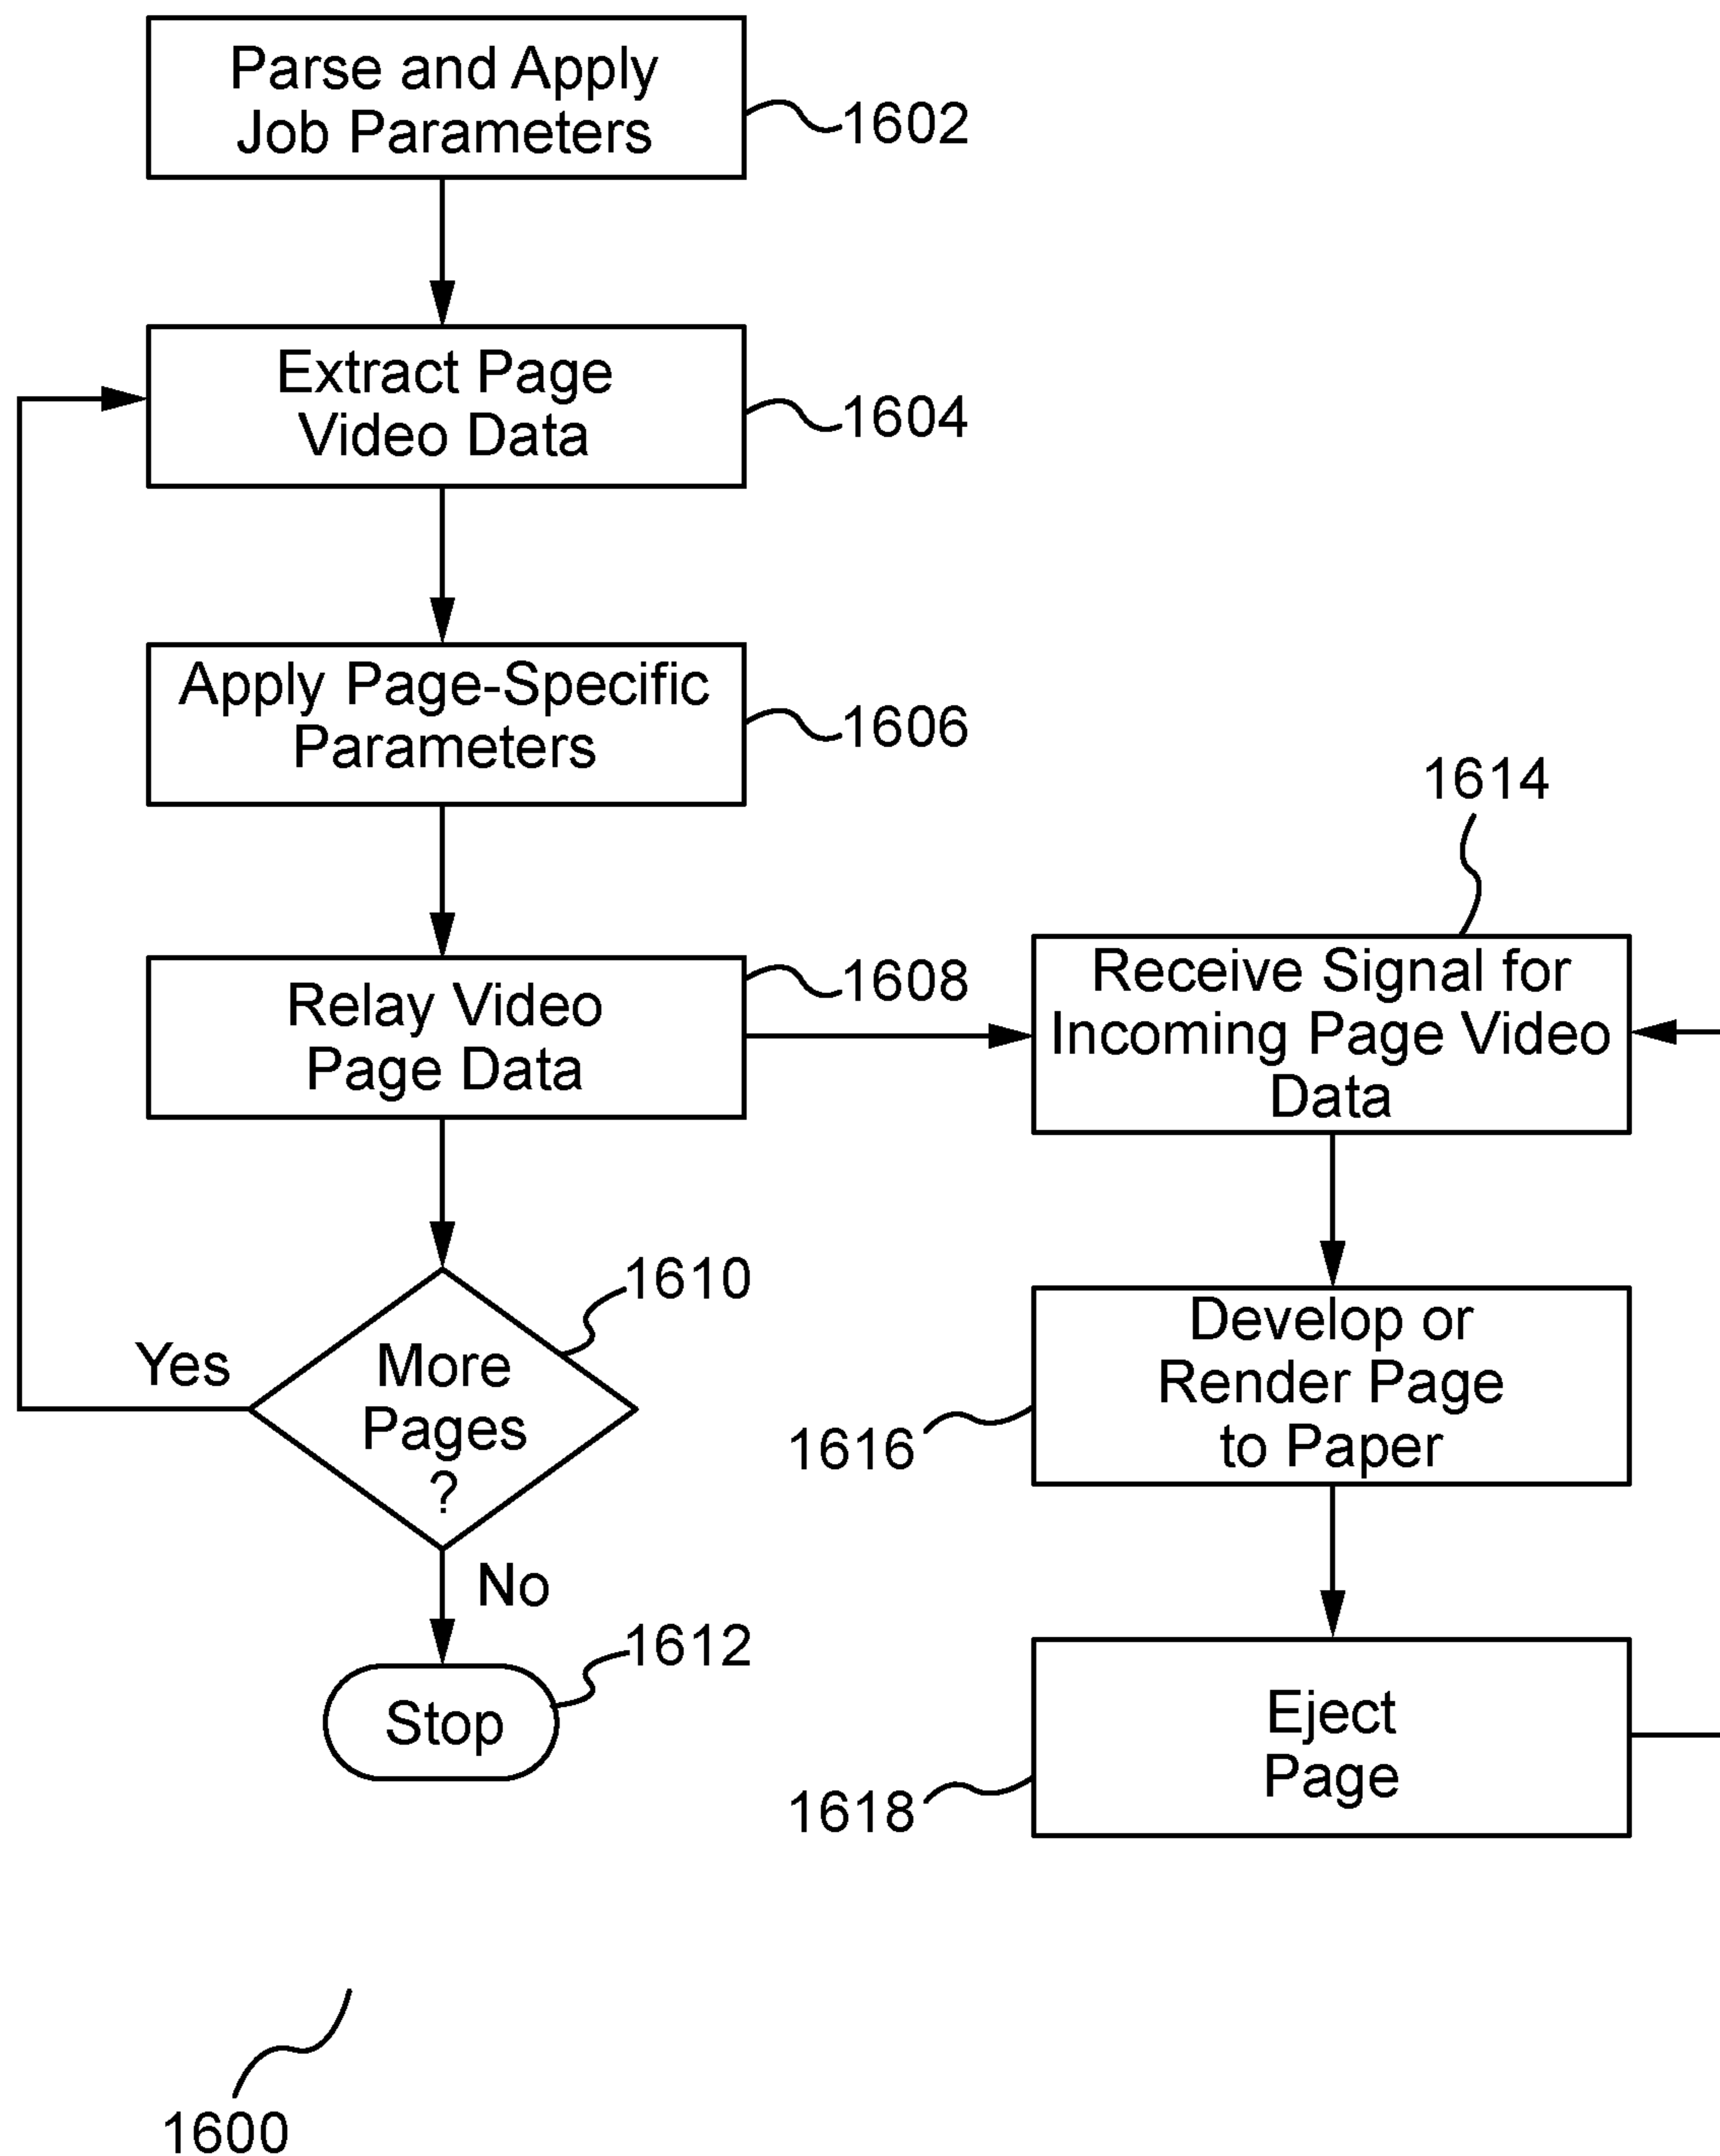 Parse and Apply
Job Parameters
1602
Extract Page
Video Data
1604
Apply Page-Specific
Parameters
1606
Relay Video
Page Data
1608
More
Pages
?
1610
Yes
No
Stop
1612
1614
Receive Signal for
Incoming Page Video
Data
Develop or
Render Page
to Paper
1616
Eject
Page
1618
1600